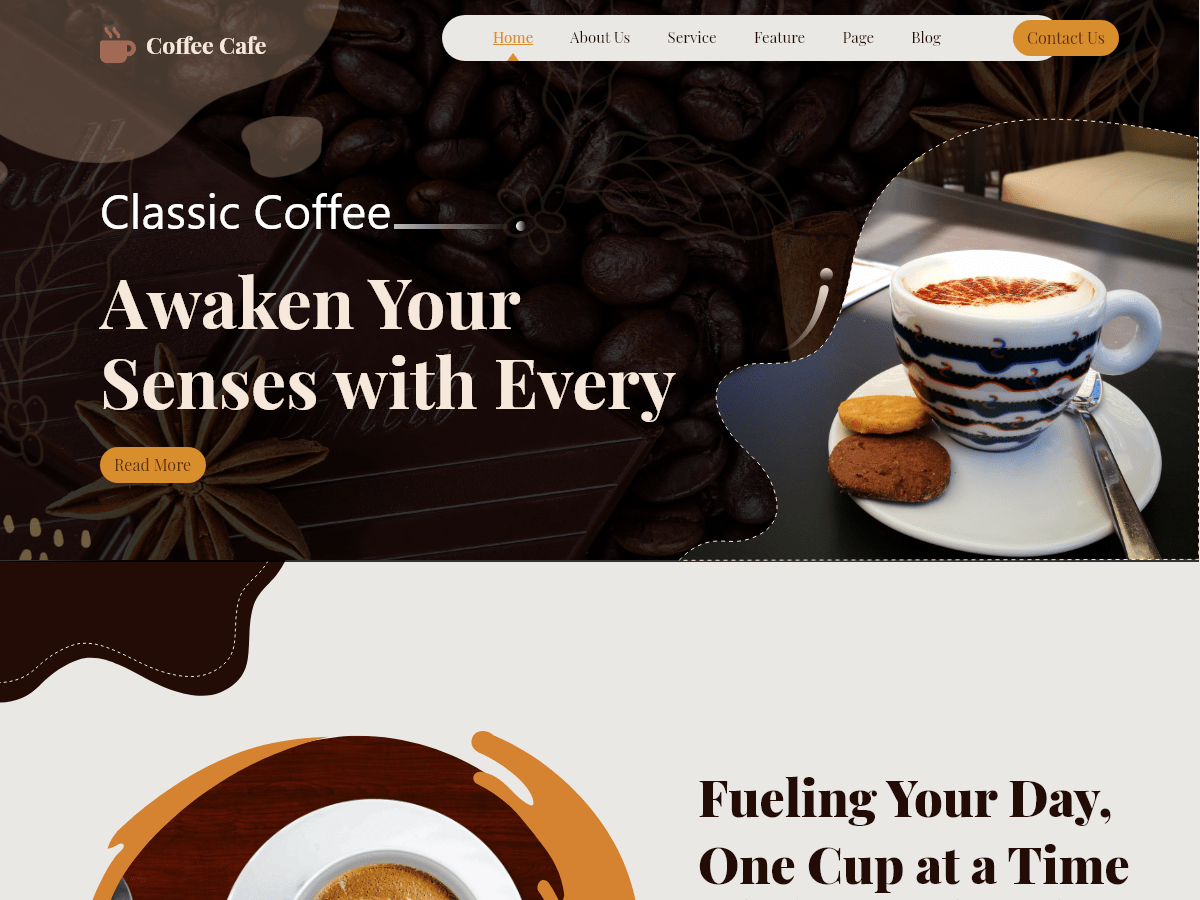 Coffee Cafe
Home About Us Service Feature Page Blog Contact Us
Classic Coffee
Awaken Your
Senses with Every
Read More
Fueling Your Day,
One Cup at a Time